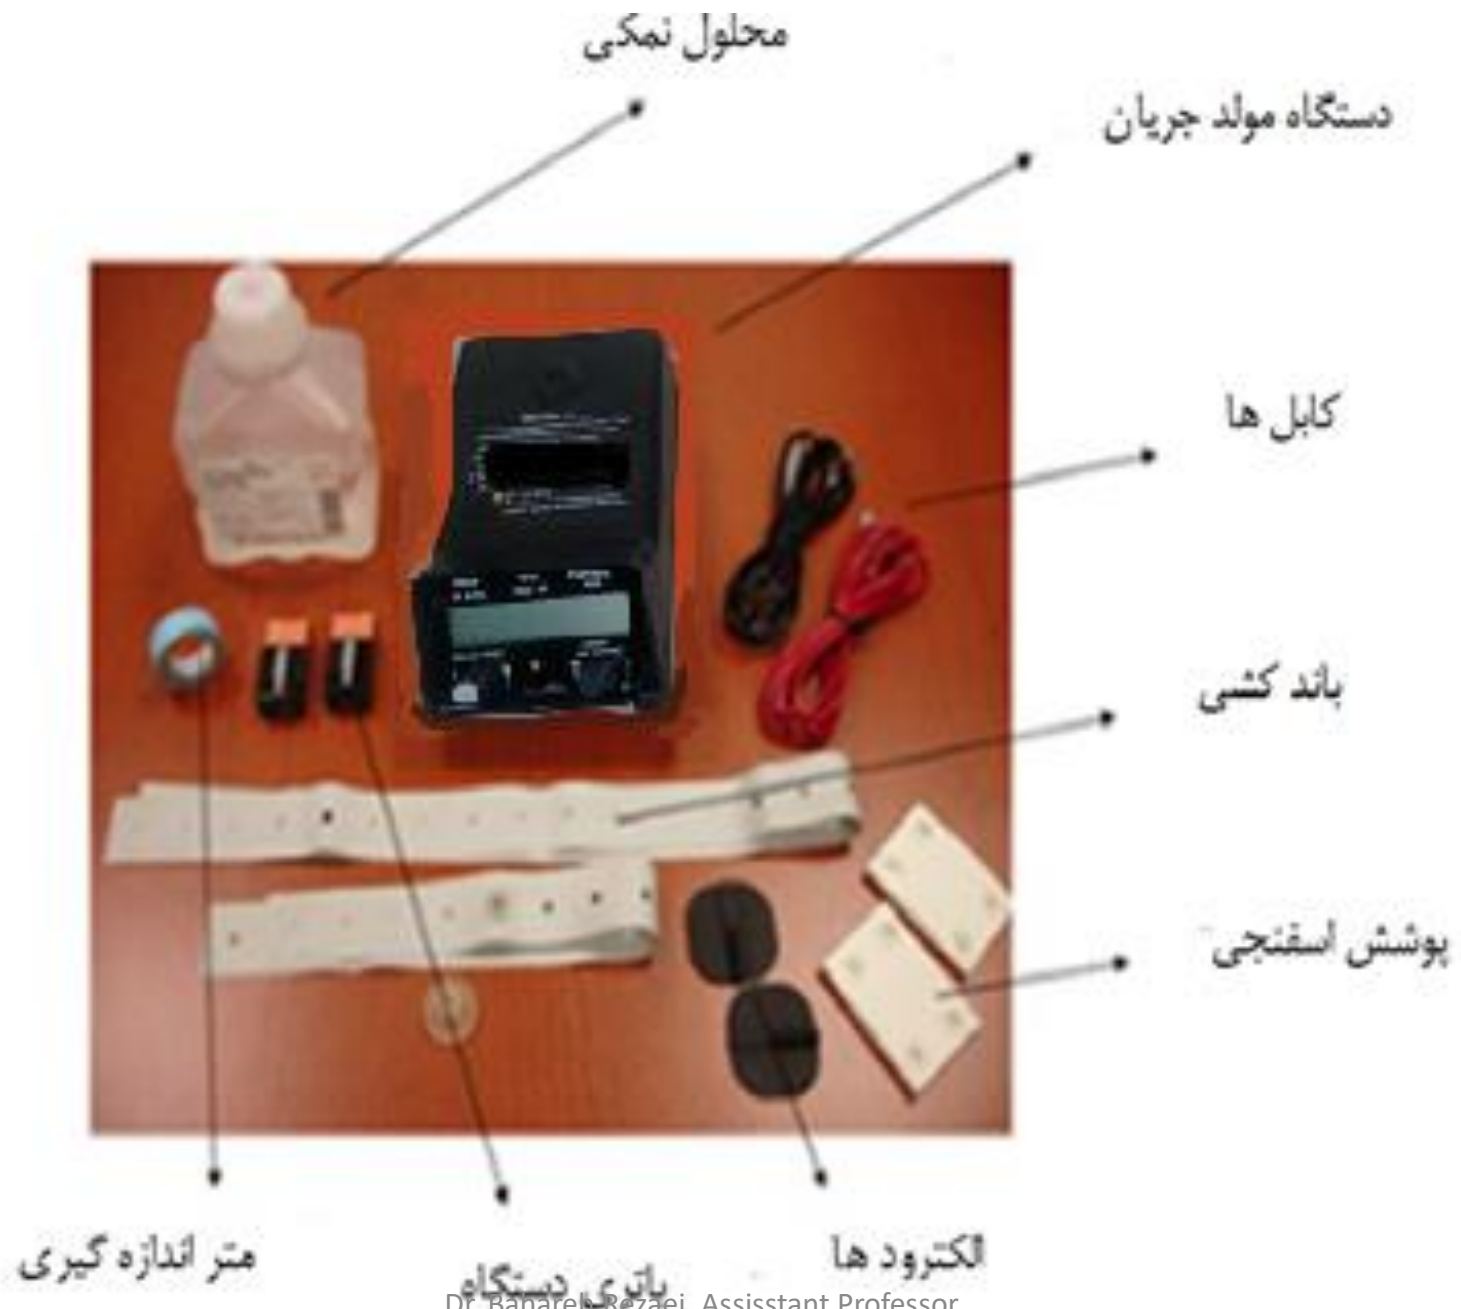 محلول نمکی
دستگاه مولد جریان
کابل ها
باند کشی
پوشش اسفنجی
الکترود ها
باتری دستگاه
متر اندازه گیری
Dr. Bahareh Rezaei, Assisstant Professor